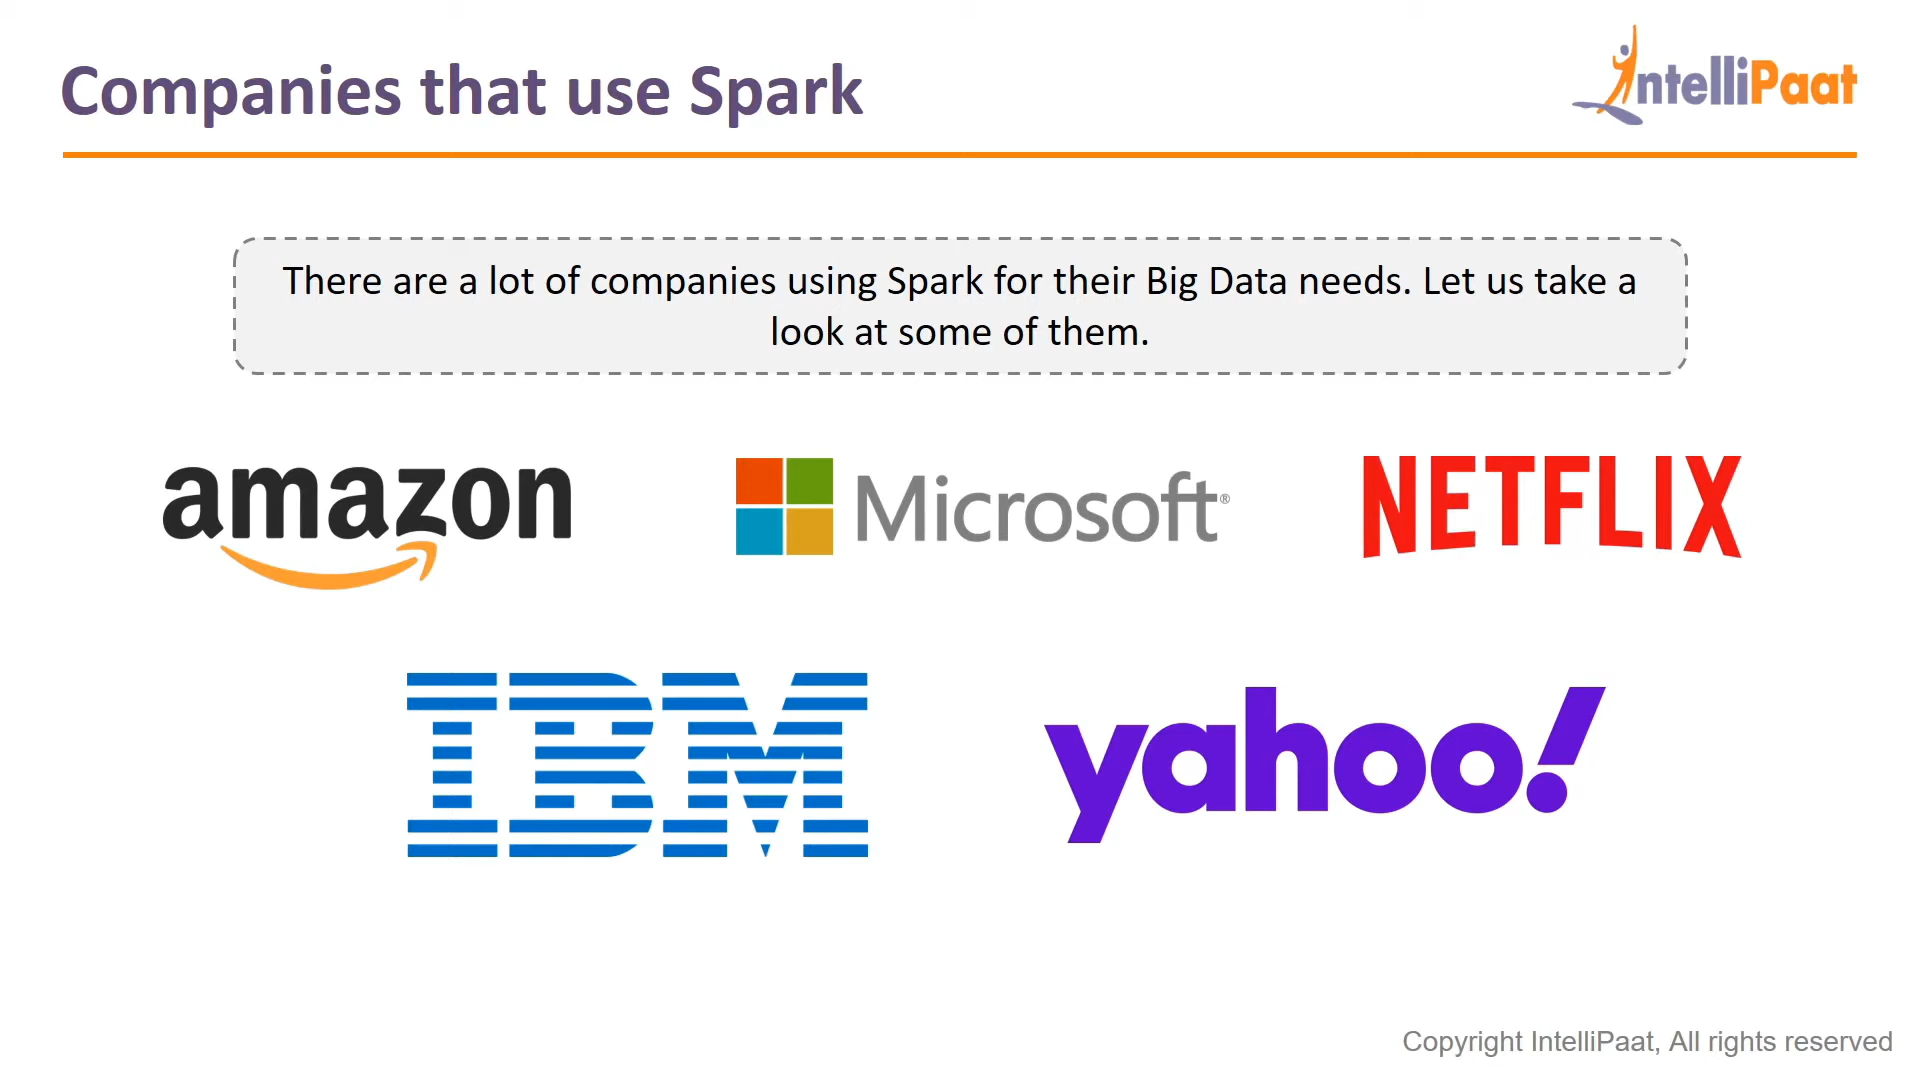 Companies that use Spark
IntelliPaat
There are a lot of companies using Spark for their Big Data needs. Let us take a
look at some of them.
amazon
Microsoft®
NETFLIX
IBM
yahoo!
Copyright IntelliPaat, All rights reserved